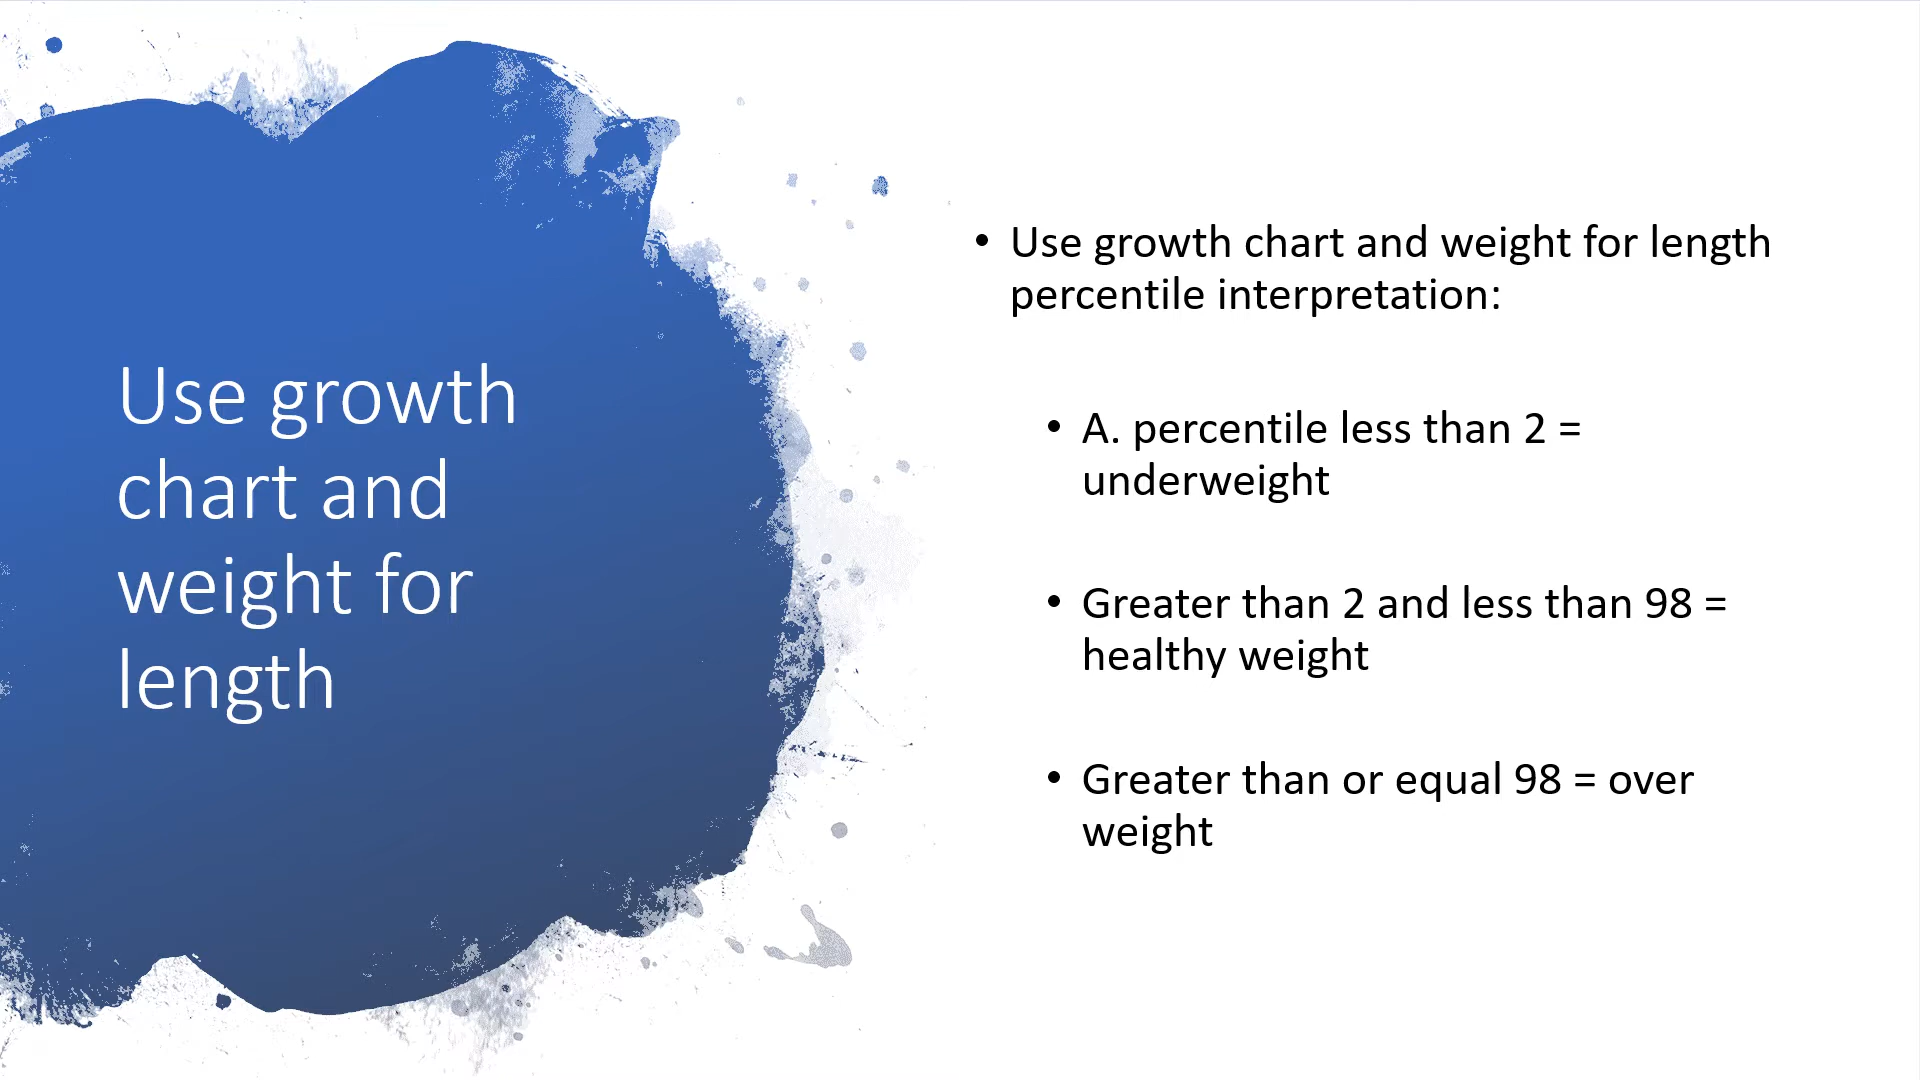 Use growth
chart and
weight for
length
• Use growth chart and weight for length
percentile interpretation:
• A. percentile less than 2 =
underweight
• Greater than 2 and less than 98 =
healthy weight
• Greater than or equal 98 = over
weight